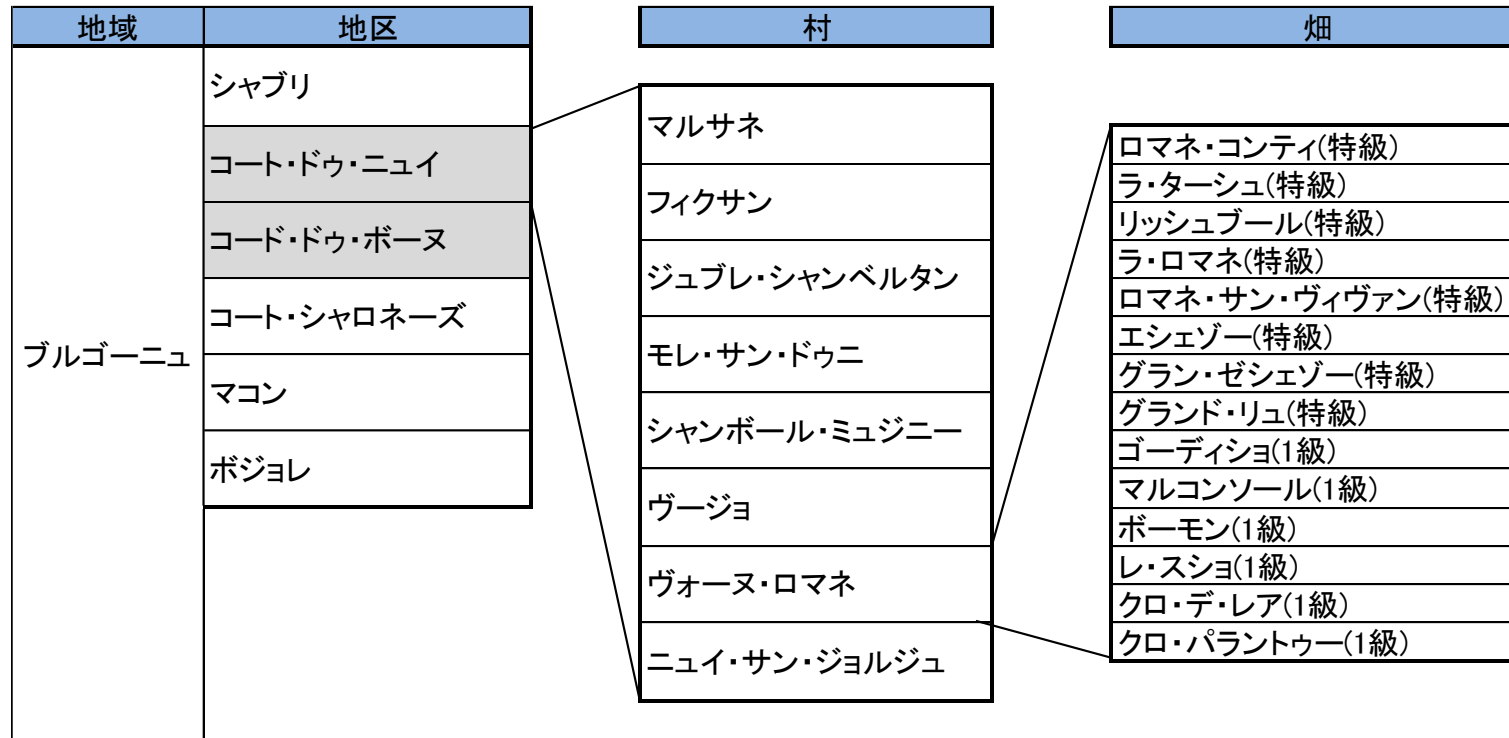 地域
地区
村
畑
ブルゴーニュ
シャブリ
コート・ドゥ・ニュイ
コード・ドゥ・ボーヌ
コート・シャロネーズ
マコン
ボジョレ
マルサネ
フィクサン
ジュブレ・シャンベルタン
モレ・サン・ドゥニ
シャンボール・ミュジニー
ヴージョ
ヴォーヌ・ロマネ
ニュイ・サン・ジョルジュ
ロマネ・コンティ(特級)
ラ・ターシュ(特級)
リッシュブール(特級)
ラ・ロマネ(特級)
ロマネ・サン・ヴィヴァン(特級)
エシェゾー(特級)
グラン・ゼシェゾー(特級)
グランド・リュ(特級)
ゴーディショ(1級)
マルコンソール(1級)
ボーモン(1級)
レ・スショ(1級)
クロ・デ・レア(1級)
クロ・パラントゥー(1級)